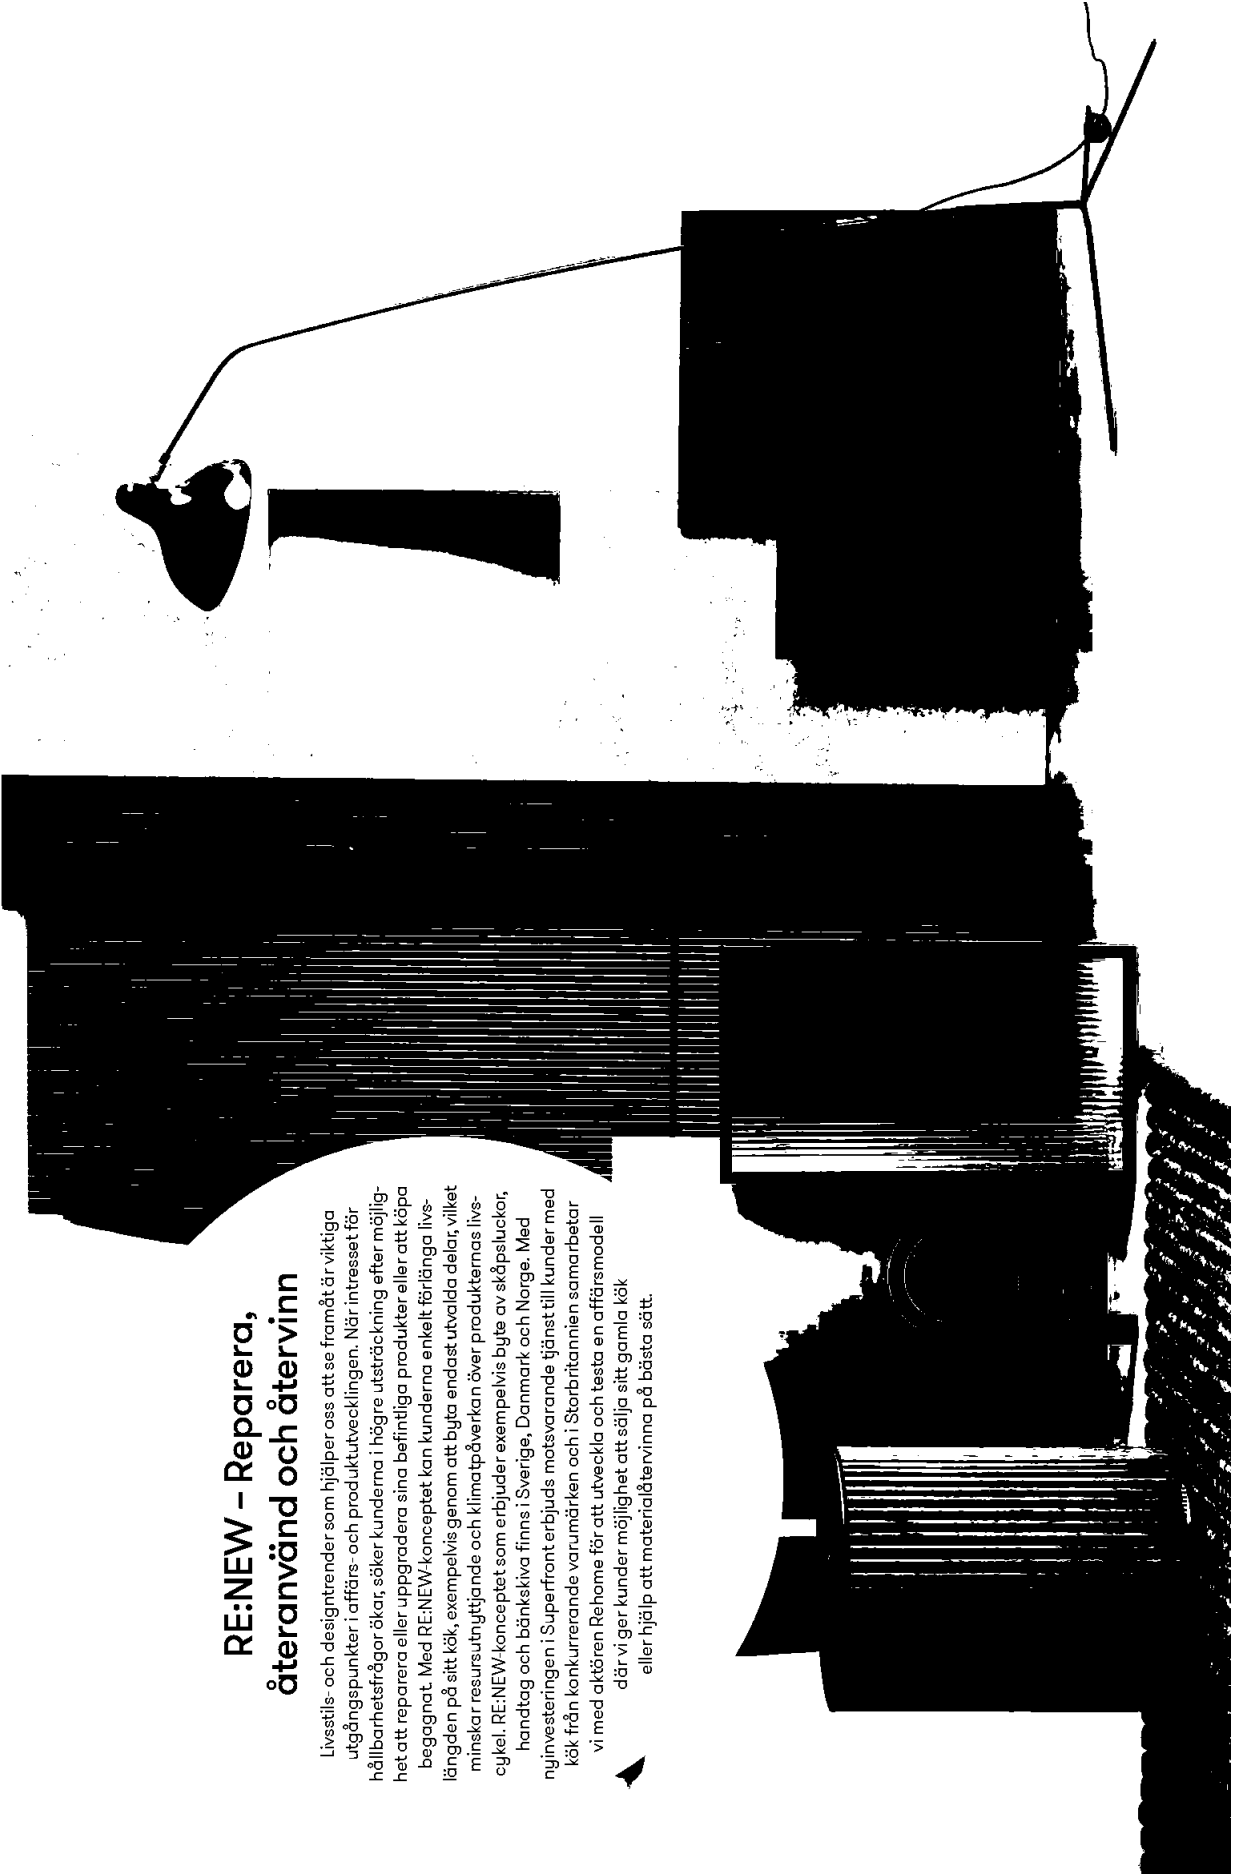 RE:NEW – Reparera,
återanvänd och återvinn
Livsstils- och designtrender som hjälper oss att se framåt är viktiga
utgångspunkter i affärs- och produktutvecklingen. När intresset för
hållbarhetsfrågor ökar, söker kunderna i högre utsträckning efter möjlig-
het att reparera eller uppgradera sina befintliga produkter eller att köpa
begagnat. Med RE:NEW-konceptet kan kunderna enkelt förlänga livs-
längden på sitt kök, exempelvis genom att byta endast utvalda delar, vilket
minskar resursutnyttjande och klimatpåverkan över produkternas livs-
cykel. RE:NEW-konceptet som erbjuder exempelvis byte av skåpsluckor,
handtag och bänkskiva finns i Sverige, Danmark och Norge. Med
nyinvesteringen i Superfront erbjuds motsvarande tjänst till kunder med
kök från konkurrerande varumärken och i Storbritannien samarbetar
vi med aktören Rehome för att utveckla och testa en affärsmodell
där vi ger kunder möjlighet att sälja sitt gamla kök
eller hjälp att materialåtervinna på bästa sätt.